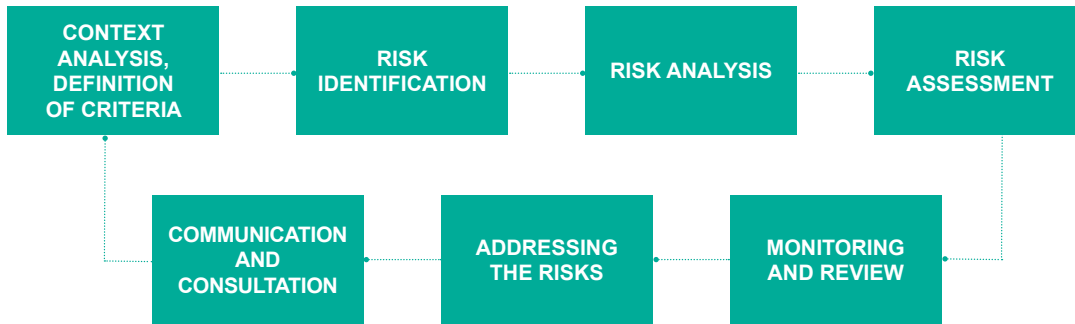 CONTEXT
ANALYSIS,
DEFINITION
OF CRITERIA
RISK
IDENTIFICATION
RISK ANALYSIS
RISK
ASSESSMENT
MONITORING
AND REVIEW
ADDRESSING
THE RISKS
COMMUNICATION
AND
CONSULTATION